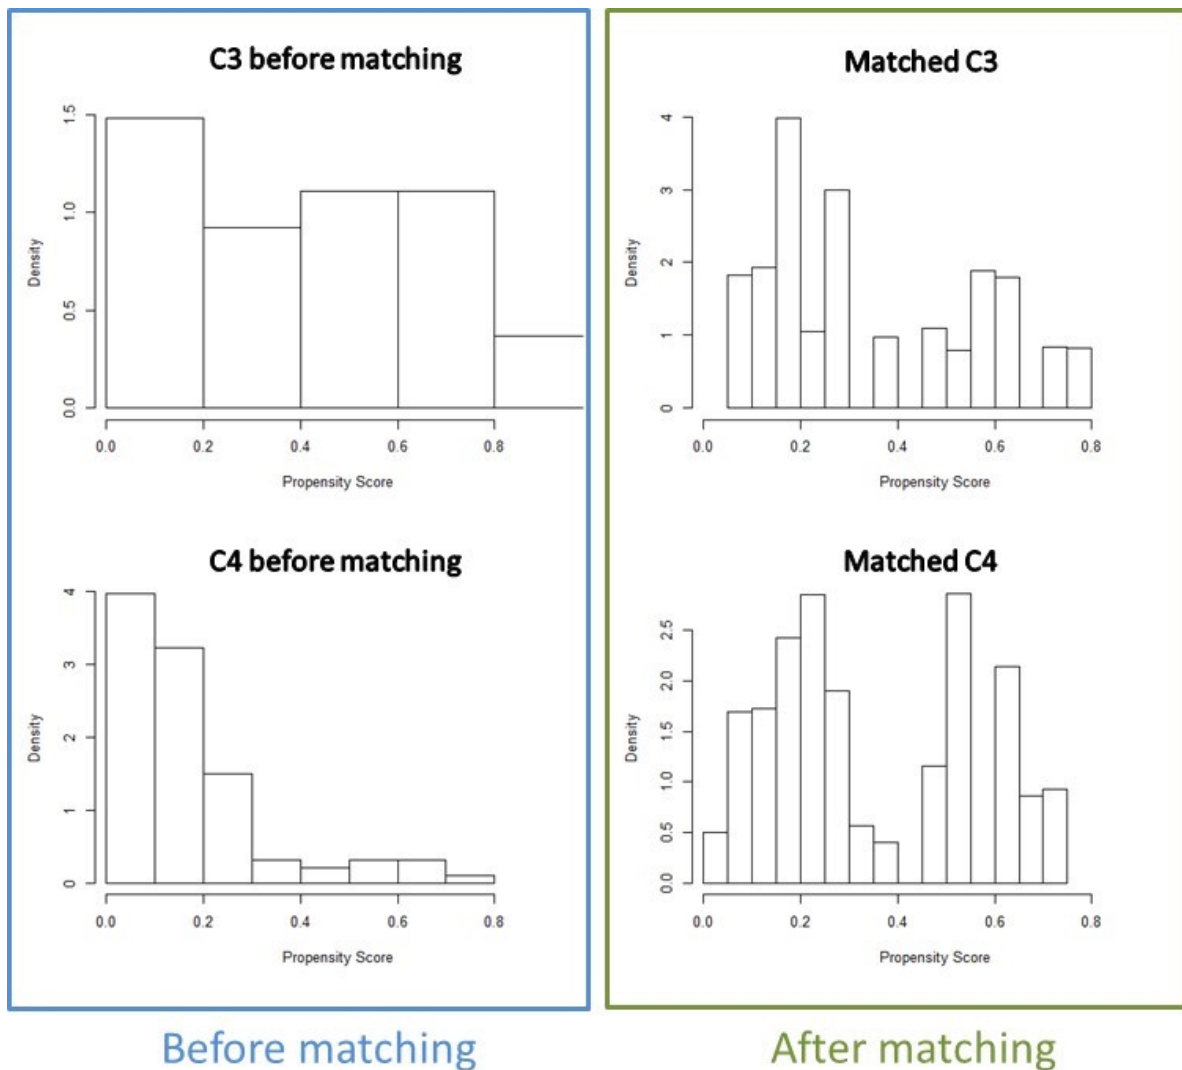 C3 before matching
1.5
1.0
0.5
0.0
Density
0.0 0.2 0.4 0.6 0.8
Propensity Score
C4 before matching
4
3
2
1
0
Density
0.0 0.2 0.4 0.6 0.8
Propensity Score
Before matching
Matched C3
4
3
2
1
0
Density
0.0 0.2 0.4 0.6 0.8
Propensity Score
Matched C4
2.5
2.0
1.5
1.0
0.5
0.0
Density
0.0 0.2 0.4 0.6 0.8
Propensity Score
After matching